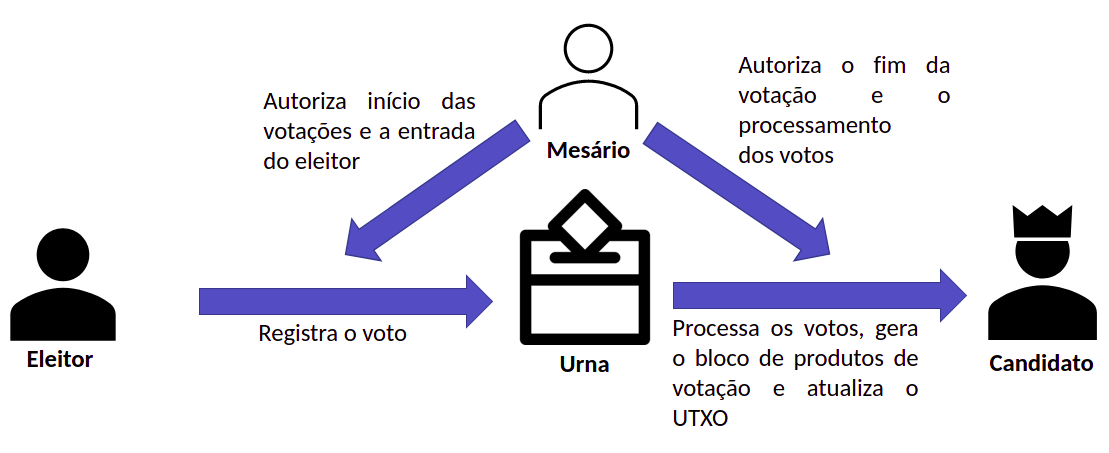 Autoriza início das
votações e a entrada
do eleitor
Autoriza o fim da
votação e o
processamento
dos votos
Mesário
Eleitor
Registra o voto
Urna
Processa os votos, gera
o bloco de produtos de
votação e atualiza o
UTXO
Candidato